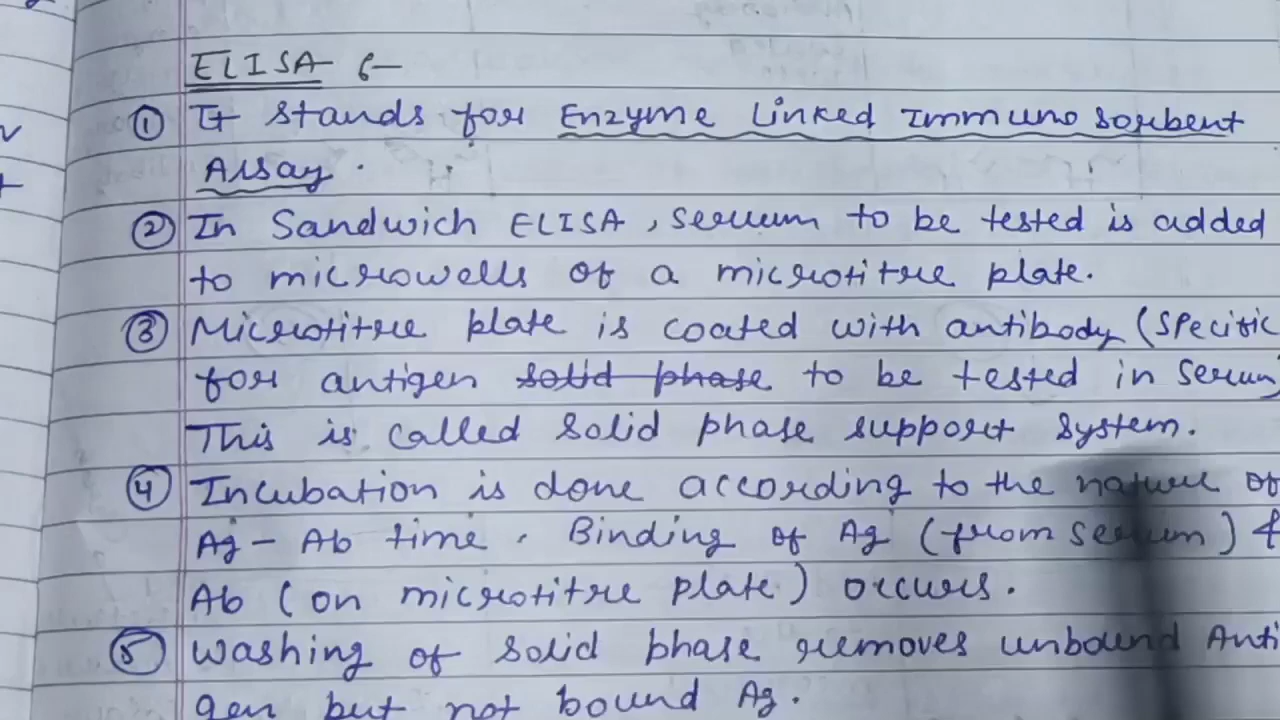 ELISA :-
① It stands for Enzyme Linked Immuno Sorbent
Assay.
② In Sandwich ELISA, serum to be tested is added
to microwells of a microtitre plate.
③ Microtitre plate is coated with antibody (specific
for antigen solid phase to be tested in serum
This is called solid phase support system.
④ Incubation is done according to the nature of
Ag - Ab time. Binding of Ag (from serum) &
Ab (on microtitre plate) occurs.
⑤ Washing of solid phase removes unbound Anti
gen but not bound Ag.